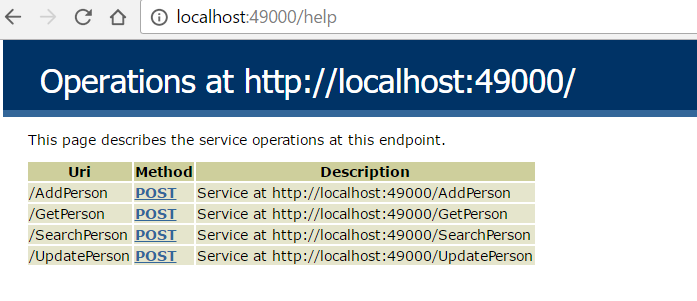 localhost:49000/help
Operations at http://localhost:49000/
This page describes the service operations at this endpoint.
Uri Method Description
/AddPerson POST Service at http://localhost:49000/AddPerson
/GetPerson POST Service at http://localhost:49000/GetPerson
/SearchPerson POST Service at http://localhost:49000/SearchPerson
/UpdatePerson POST Service at http://localhost:49000/UpdatePerson